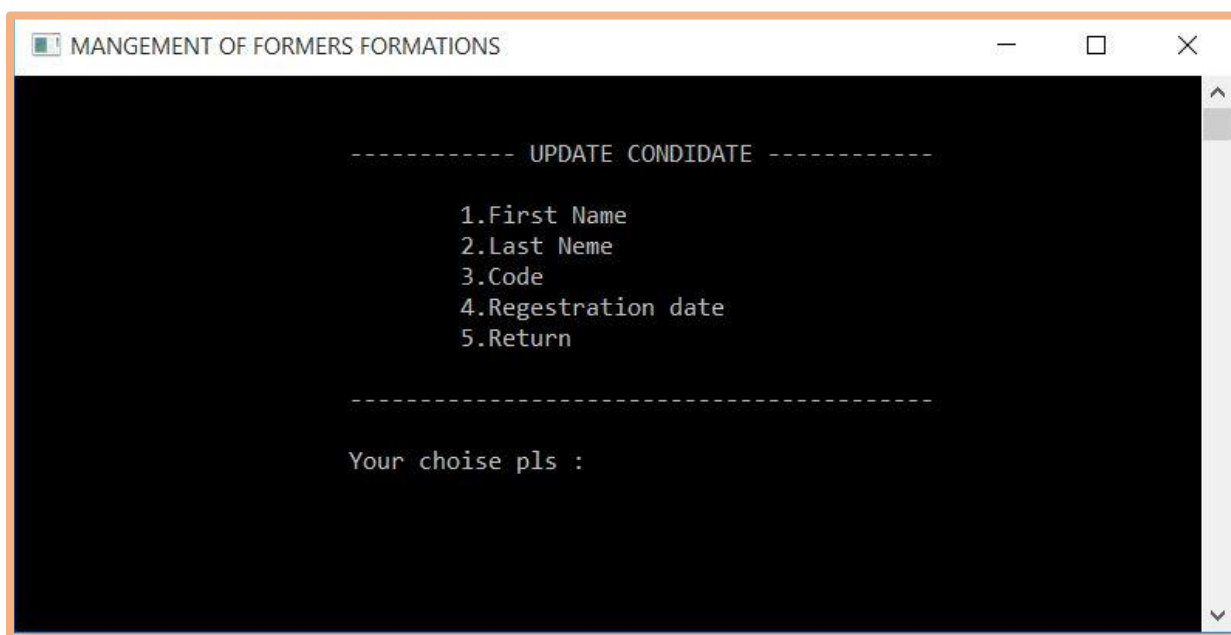 MANGEMENT OF FORMERS FORMATIONS
------------ UPDATE CONDIDATE ------------
1.First Name
2.Last Neme
3.Code
4.Regestration date
5.Return
------------------------------------------
Your choise pls :